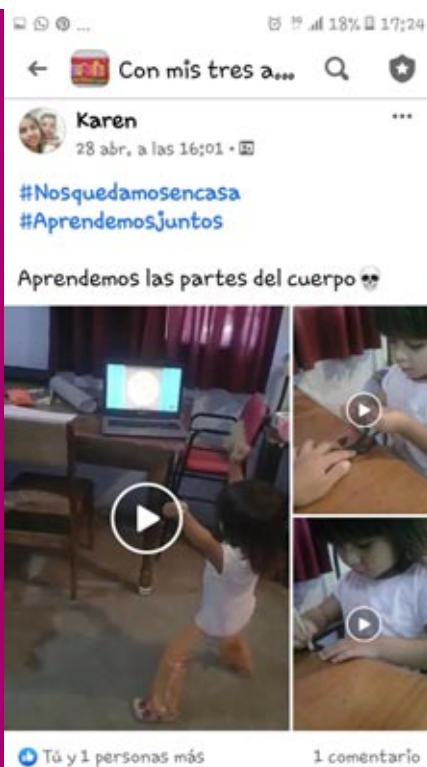 18% 17:24
Con mis tres a...
Karen
28 abr, a las 16:01
#Nosquedamosencasa
#Aprendemosjuntos
Aprendemos las partes del cuerpo
Tú y 1 personas más
1 comentario